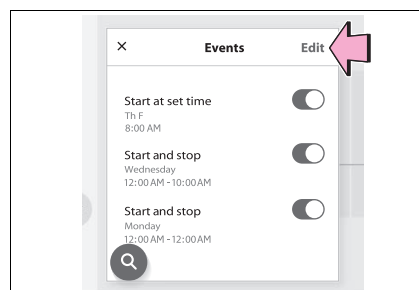 Events
Edit
Start at set time
Th F
8:00 AM
Start and stop
Wednesday
12:00 AM - 10:00 AM
Start and stop
Monday
12:00 AM - 12:00 AM